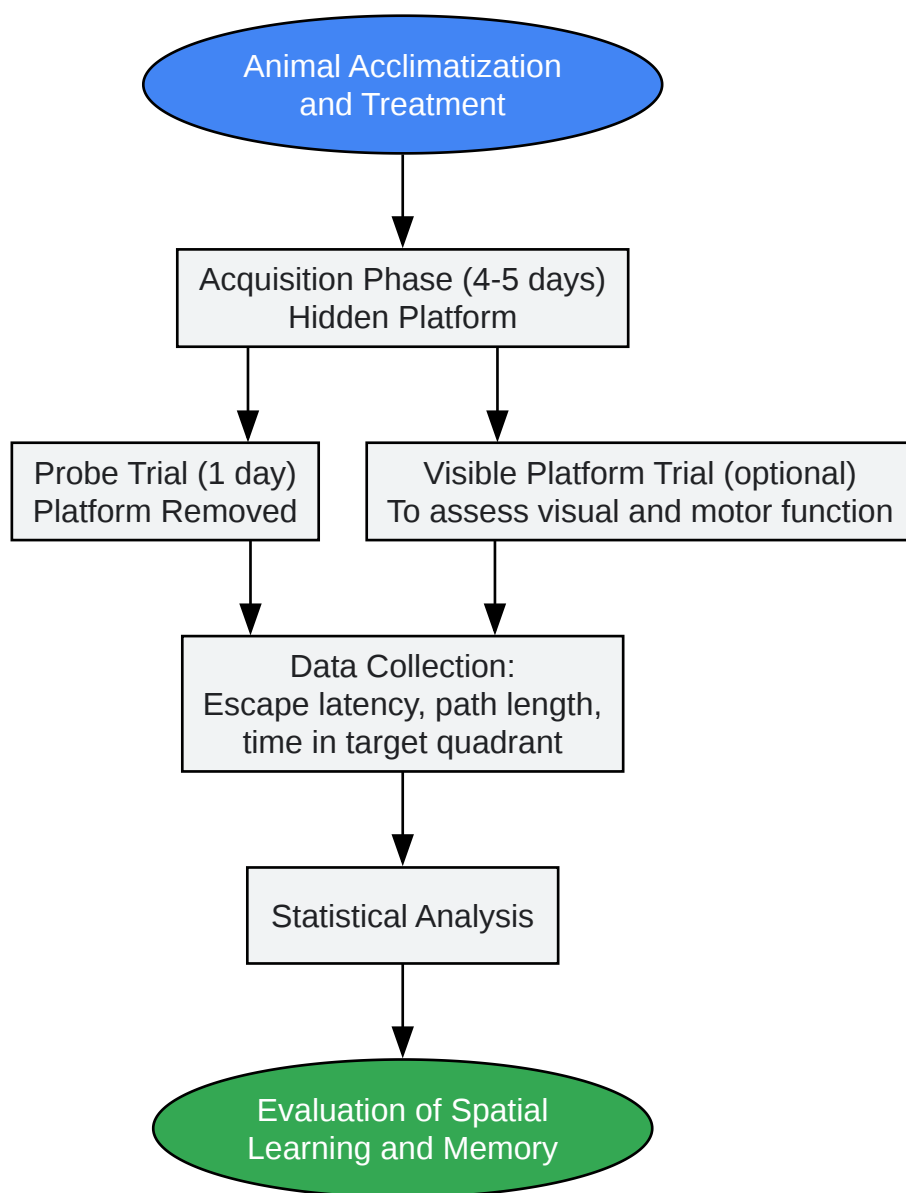 Animal Acclimatization
and Treatment
Acquisition Phase (4-5 days)
Hidden Platform
Probe Trial (1 day)
Platform Removed
Visible Platform Trial (optional)
To assess visual and motor function
Data Collection:
Escape latency, path length,
time in target quadrant
Statistical Analysis
Evaluation of Spatial
Learning and Memory